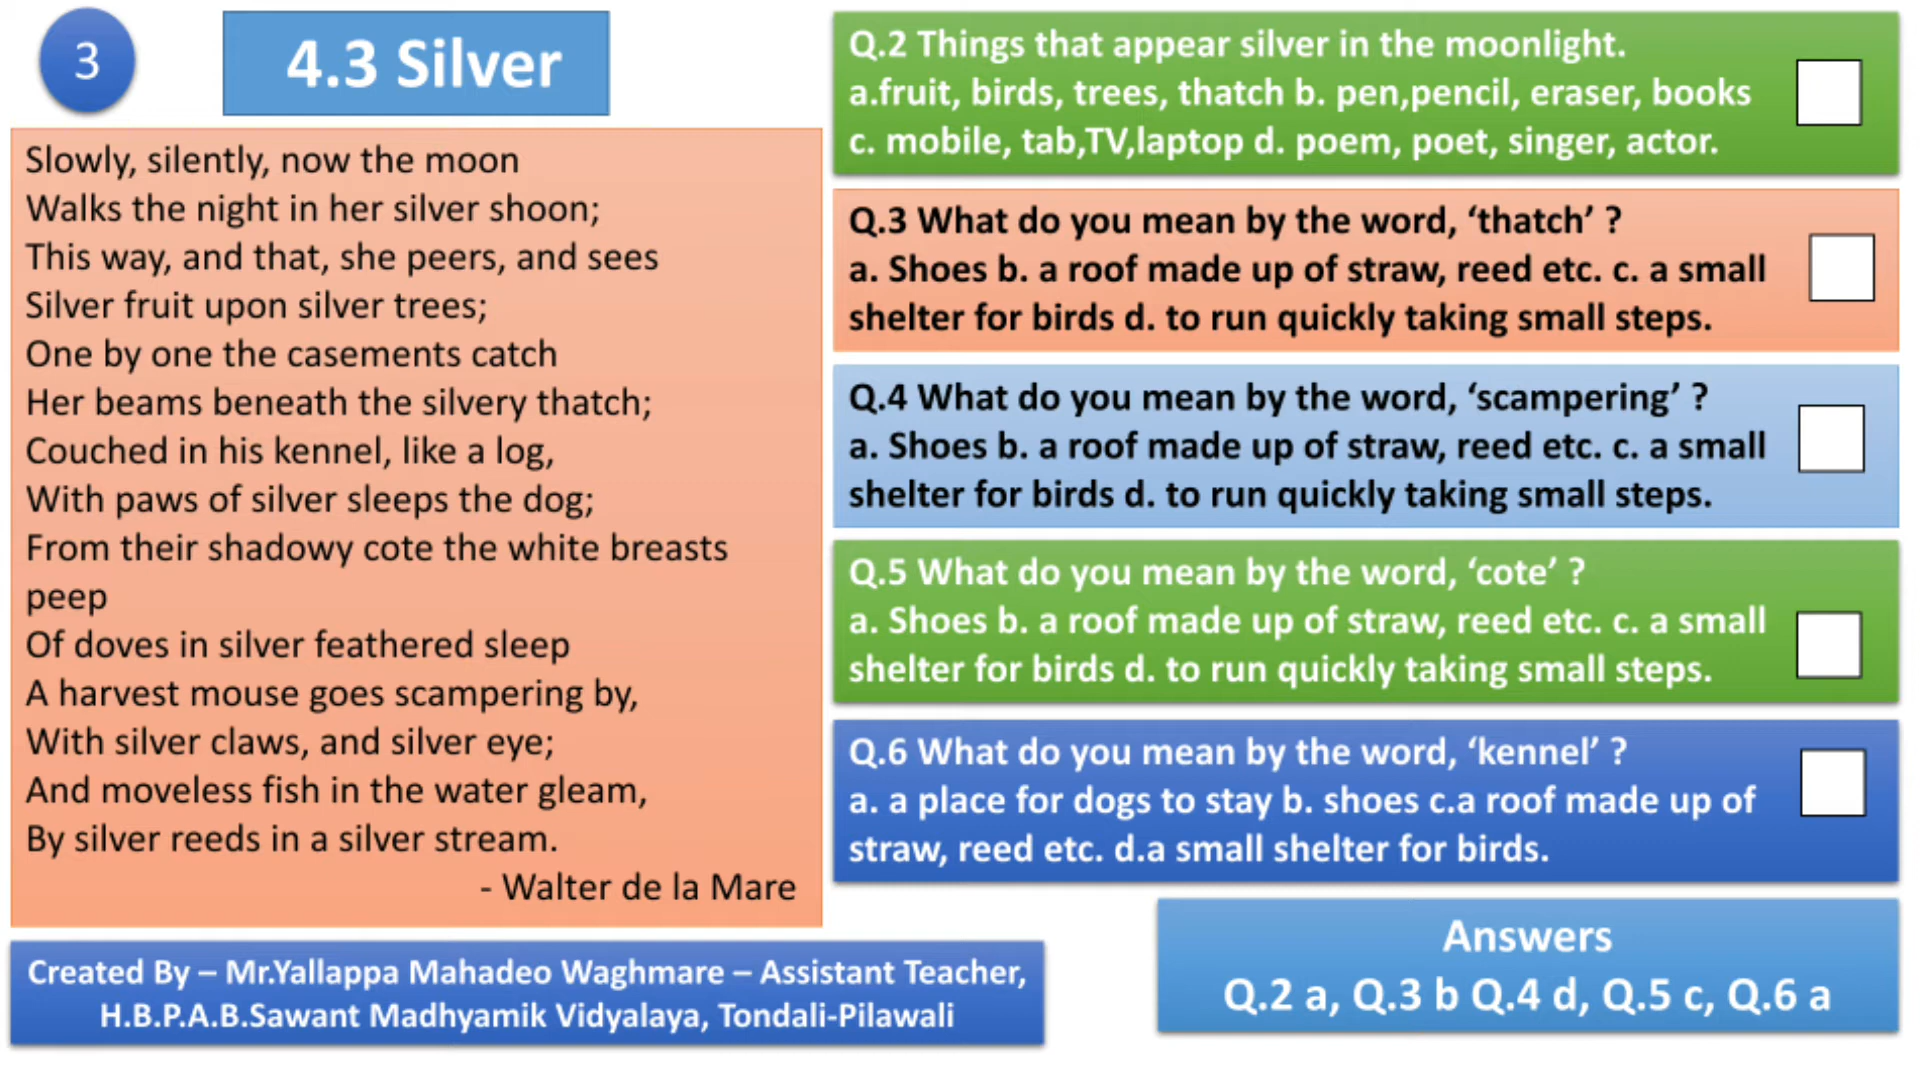 3
4.3 Silver
Slowly, silently, now the moon
Walks the night in her silver shoon;
This way, and that, she peers, and sees
Silver fruit upon silver trees;
One by one the casements catch
Her beams beneath the silvery thatch;
Couched in his kennel, like a log,
With paws of silver sleeps the dog;
From their shadowy cote the white breasts
peep
Of doves in silver feathered sleep
A harvest mouse goes scampering by,
With silver claws, and silver eye;
And moveless fish in the water gleam,
By silver reeds in a silver stream.
- Walter de la Mare
Created By – Mr.Yallappa Mahadeo Waghmare – Assistant Teacher,
H.B.P.A.B.Sawant Madhyamik Vidyalaya, Tondali-Pilawali
Q.2 Things that appear silver in the moonlight.
a.fruit, birds, trees, thatch b. pen,pencil, eraser, books
c. mobile, tab,TV,laptop d. poem, poet, singer, actor.
Q.3 What do you mean by the word, ‘thatch’ ?
a. Shoes b. a roof made up of straw, reed etc. c. a small
shelter for birds d. to run quickly taking small steps.
Q.4 What do you mean by the word, ‘scampering’ ?
a. Shoes b. a roof made up of straw, reed etc. c. a small
shelter for birds d. to run quickly taking small steps.
Q.5 What do you mean by the word, ‘cote’ ?
a. Shoes b. a roof made up of straw, reed etc. c. a small
shelter for birds d. to run quickly taking small steps.
Q.6 What do you mean by the word, ‘kennel’ ?
a. a place for dogs to stay b. shoes c.a roof made up of
straw, reed etc. d.a small shelter for birds.
Answers
Q.2 a, Q.3 b Q.4 d, Q.5 c, Q.6 a